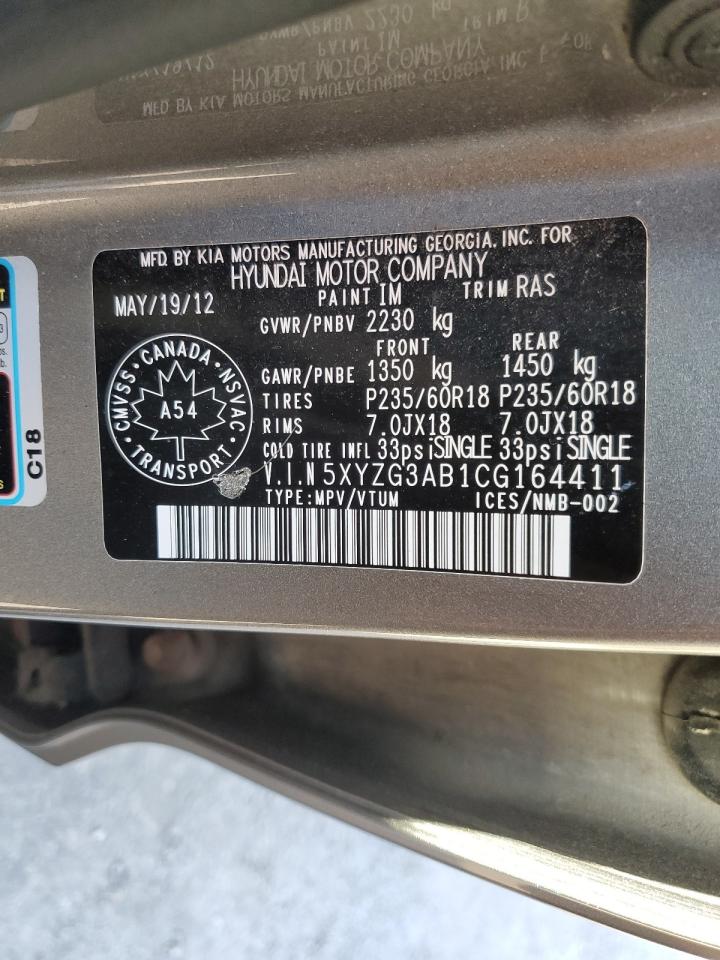 MFD. BY KIA MOTORS MANUFACTURING GEORGIA. INC. FOR
HYUNDAI MOTOR COMPANY
MAY/19/12 PAINT IM TRIM RAS
GVWR/PNBV 2230 kg
FRONT REAR
GAWR/PNBE 1350 kg 1450 kg
TIRES P235/60R18 P235/60R18
RIMS 7.0JX18 7.0JX18
COLD TIRE INFL 33psi SINGLE 33psi SINGLE
V.I.N 5XYZG3AB1CG164411
TYPE:MPV/VTUM ICES/NMB-002
CMVSS · CANADA · NSVAC · TRANSPORT ·
A54
C18